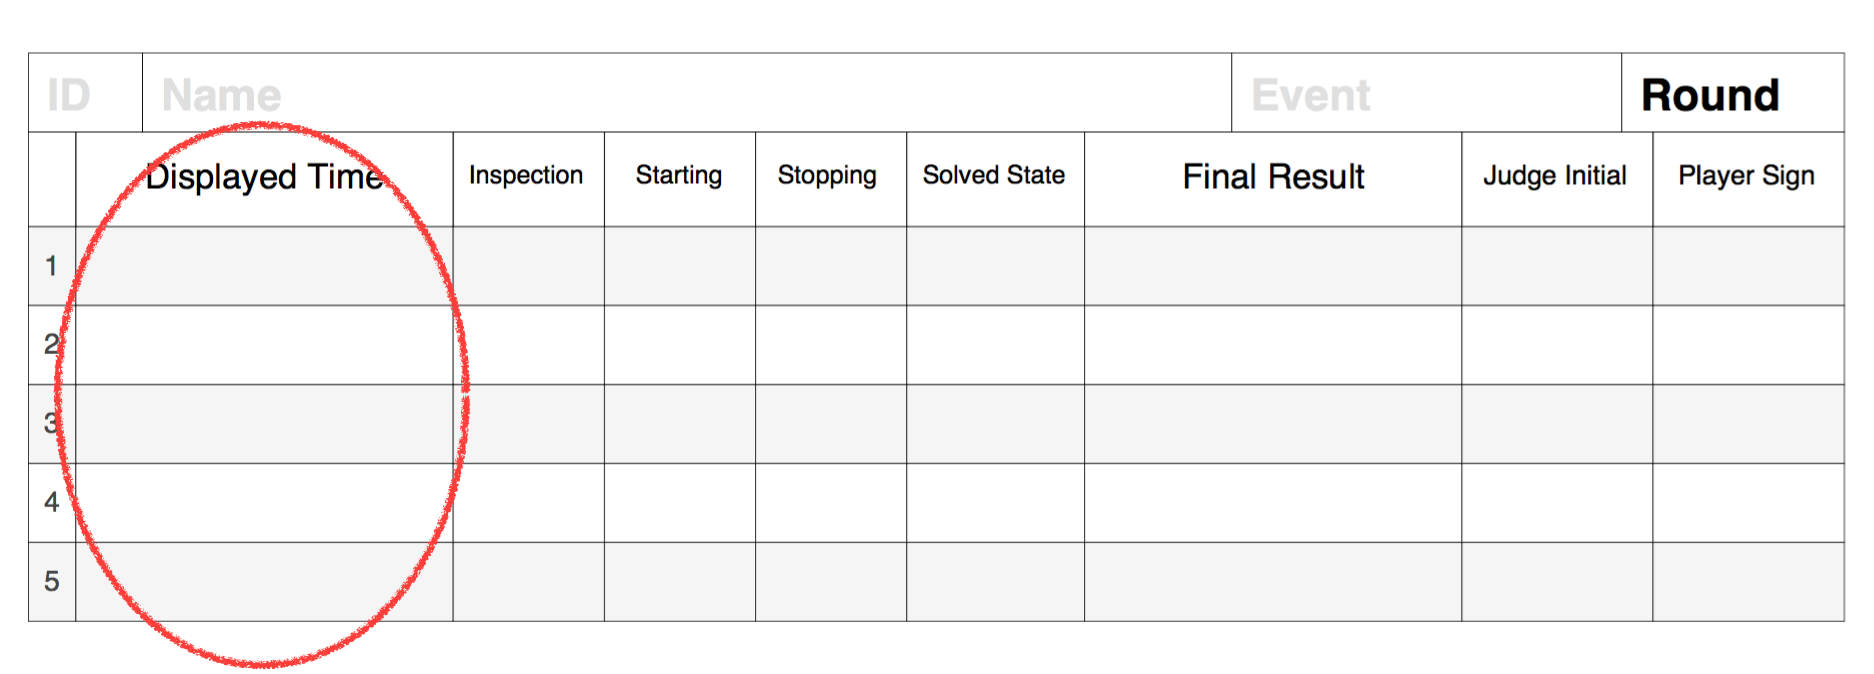 ID Name Event Round
Displayed Time Inspection Starting Stopping Solved State Final Result Judge Initial Player Sign
1
2
3
4
5